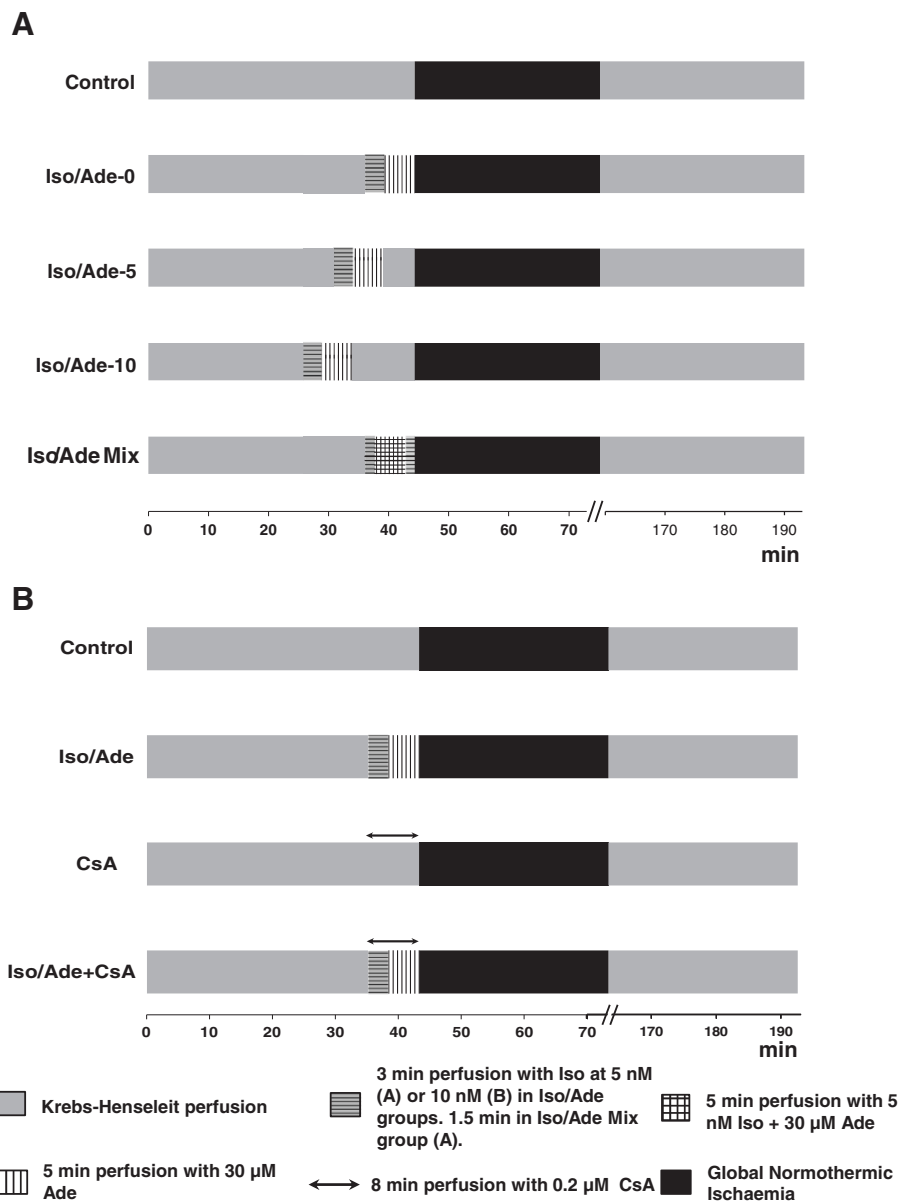 A
Control
Iso/Ade-0
Iso/Ade-5
Iso/Ade-10
Iso/Ade Mix
0 10 20 30 40 50 60 70 170 180 190
min
B
Control
Iso/Ade
CsA
Iso/Ade+CsA
0 10 20 30 40 50 60 70 170 180 190
min
Krebs-Henseleit perfusion
3 min perfusion with Iso at 5 nM
(A) or 10 nM (B) in Iso/Ade
groups. 1.5 min in Iso/Ade Mix
group (A).
5 min perfusion with 5
nM Iso + 30 µM Ade
5 min perfusion with 30 µM
Ade
8 min perfusion with 0.2 µM CsA
Global Normothermic
Ischaemia